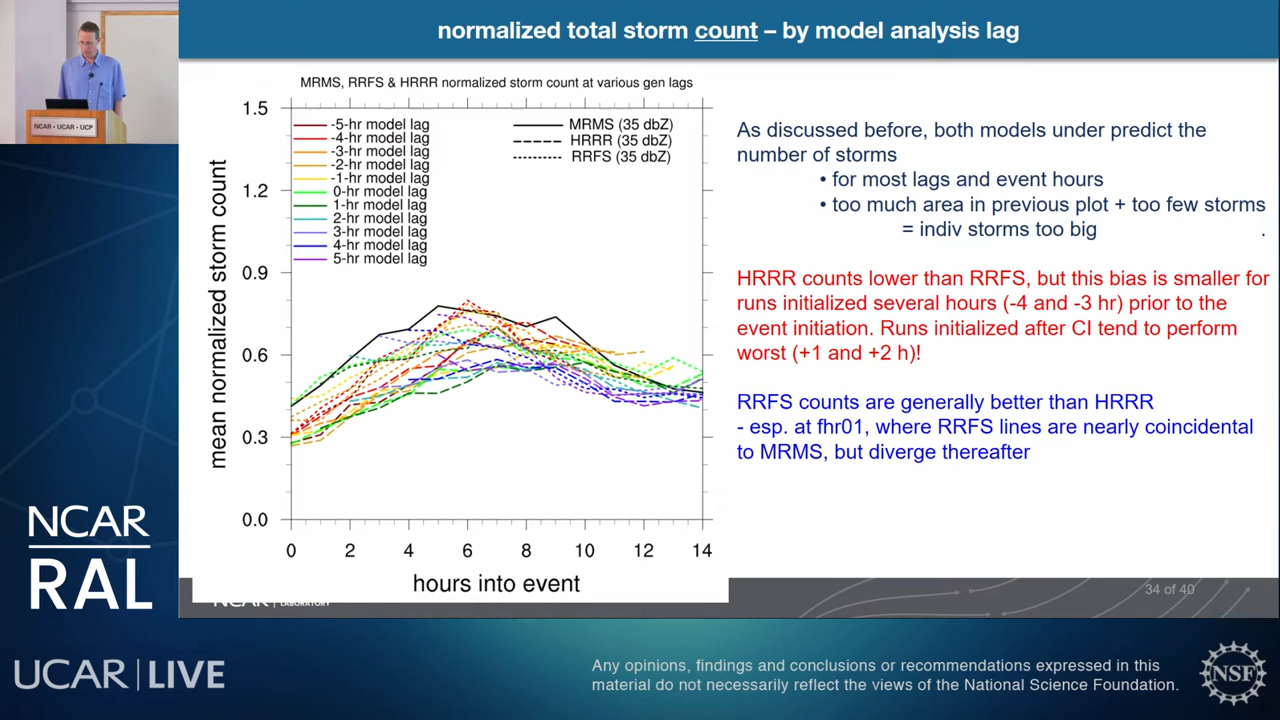 normalized total storm count – by model analysis lag
MRMS, RRFS & HRRR normalized storm count at various gen lags
1.5
1.2
0.9
0.6
0.3
0.0
mean normalized storm count
-5-hr model lag
-4-hr model lag
-3-hr model lag
-2-hr model lag
-1-hr model lag
0-hr model lag
1-hr model lag
2-hr model lag
3-hr model lag
4-hr model lag
5-hr model lag
MRMS (35 dbZ)
HRRR (35 dbZ)
RRFS (35 dbZ)
0 2 4 6 8 10 12 14
hours into event
As discussed before, both models under predict the
number of storms
• for most lags and event hours
• too much area in previous plot + too few storms
= indiv storms too big .
HRRR counts lower than RRFS, but this bias is smaller for
runs initialized several hours (-4 and -3 hr) prior to the
event initiation. Runs initialized after CI tend to perform
worst (+1 and +2 h)!
RRFS counts are generally better than HRRR
- esp. at fhr01, where RRFS lines are nearly coincidental
to MRMS, but diverge thereafter
NCAR • UCAR • UCP
NCAR
RAL
NCAR | LABORATORY
34 of 40
UCAR | LIVE
Any opinions, findings and conclusions or recommendations expressed in this
material do not necessarily reflect the views of the National Science Foundation.
NSF